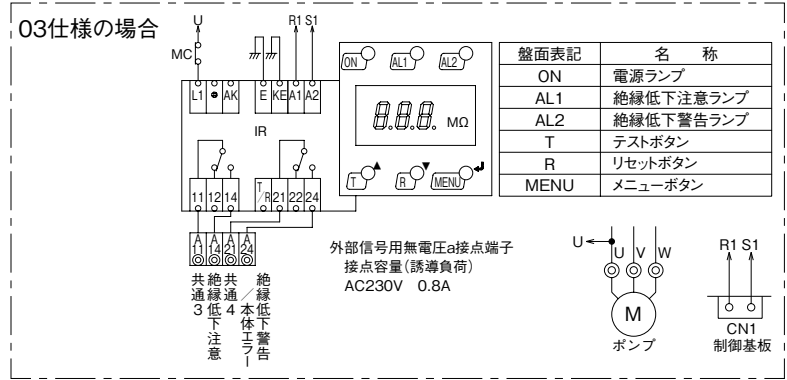 03仕様の場合
U
MC
R1 S1
L1 AK E KE A1 A2
IR
11 12 14 T/R 21 22 24
A11 A14 A21 A24
共通3
絶縁低下注意
共通4
絶縁低下警告
／本体エラー
ON AL1 AL2
8.8.8. MΩ
T ▲ R ▼ MENU
盤面表記 名 称
ON 電源ランプ
AL1 絶縁低下注意ランプ
AL2 絶縁低下警告ランプ
T テストボタン
R リセットボタン
MENU メニューボタン
外部信号用無電圧a接点端子
接点容量(誘導負荷)
AC230V 0.8A
U
U V W
M
ポンプ
R1 S1
CN1
制御基板